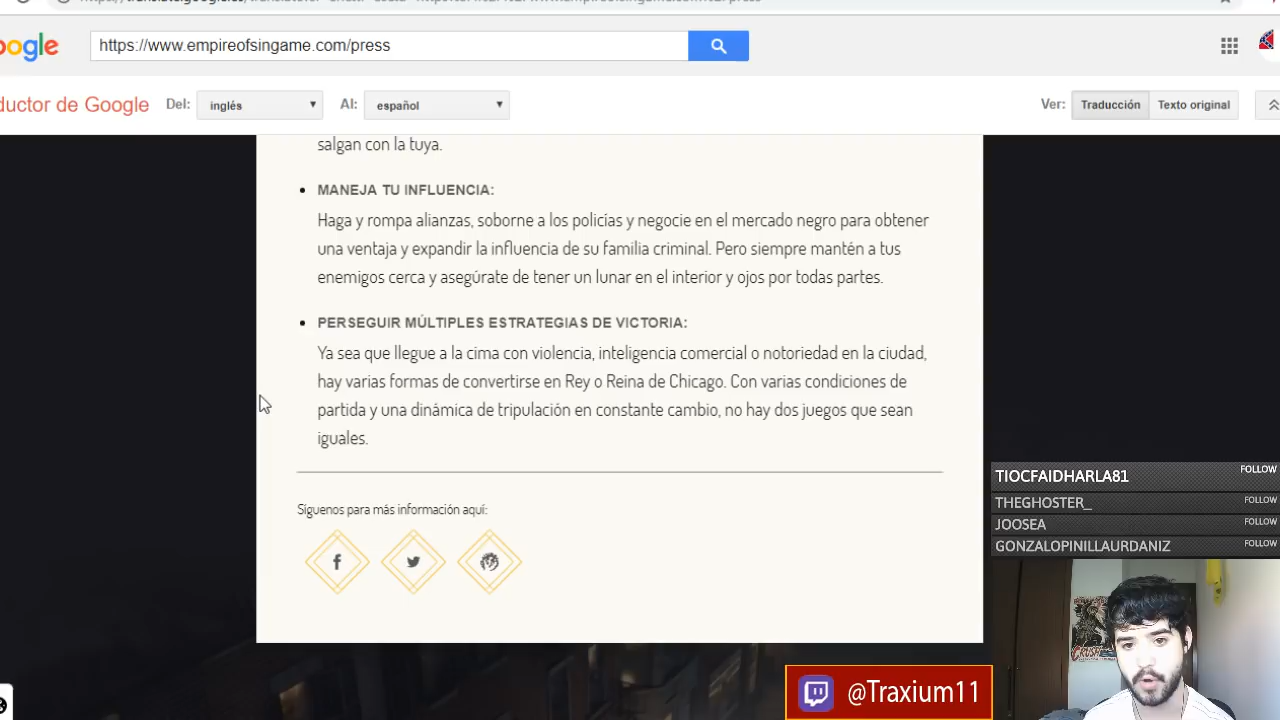 oogle
https://www.empireofsingame.com/press
ductor de Google
Del:
inglés
Al:
español
Ver:
Traducción
Texto original
salgan con la tuya.
MANEJA TU INFLUENCIA:
Haga y rompa alianzas, soborne a los policías y negocie en el mercado negro para obtener
una ventaja y expandir la influencia de su familia criminal. Pero siempre mantén a tus
enemigos cerca y asegúrate de tener un lunar en el interior y ojos por todas partes.
PERSEGUIR MÚLTIPLES ESTRATEGIAS DE VICTORIA:
Ya sea que llegue a la cima con violencia, inteligencia comercial o notoriedad en la ciudad,
hay varias formas de convertirse en Rey o Reina de Chicago. Con varias condiciones de
partida y una dinámica de tripulación en constante cambio, no hay dos juegos que sean
iguales.
Síguenos para más información aquí:
TIOCFAIDHARLA81 FOLLOW
THEGHOSTER_ FOLLOW
JOOSEA FOLLOW
GONZALOPINILLAURDANIZ FOLLOW
@Traxium11